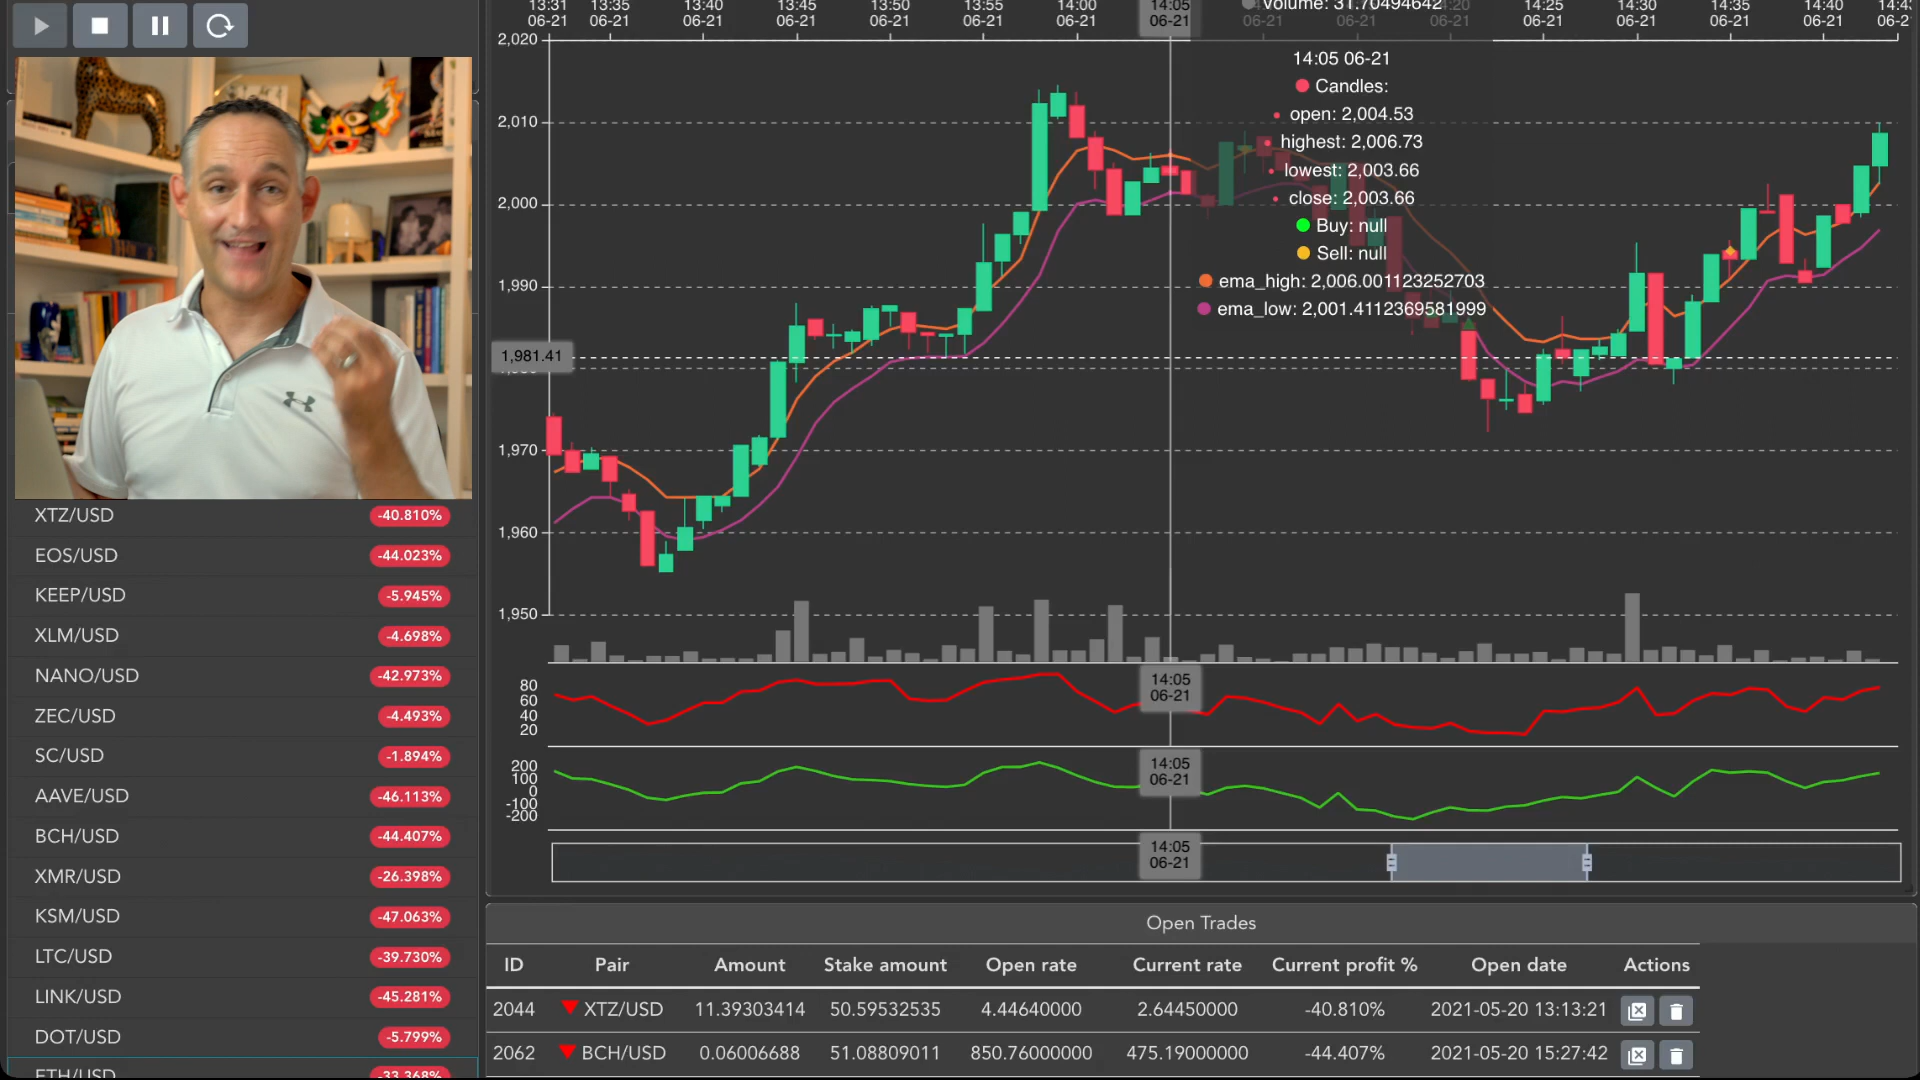 13:31 13:35 13:40 13:45 13:50 13:55 14:00 14:05 Volume: 31.70494642 14:20 14:25 14:30 14:35 14:40
06-21 06-21 06-21 06-21 06-21 06-21 06-21 06-21 06-21 06-21 06-21 06-21 06-21 06-21 06-21
2,020
2,010
2,000
1,990
1,981.41
1,970
1,960
1,950
14:05 06-21
Candles:
open: 2,004.53
highest: 2,006.73
lowest: 2,003.66
close: 2,003.66
Buy: null
Sell: null
ema_high: 2,006.001123252703
ema_low: 2,001.4112369581999
80
60
40
20
14:05
06-21
200
100
0
-100
-200
14:05
06-21
14:05
06-21
XTZ/USD -40.810%
EOS/USD -44.023%
KEEP/USD -5.945%
XLM/USD -4.698%
NANO/USD -42.973%
ZEC/USD -4.493%
SC/USD -1.894%
AAVE/USD -46.113%
BCH/USD -44.407%
XMR/USD -26.398%
KSM/USD -47.063%
LTC/USD -39.730%
LINK/USD -45.281%
DOT/USD -5.799%
ETH/USD -33.368%
Open Trades
ID Pair Amount Stake amount Open rate Current rate Current profit % Open date Actions
2044 XTZ/USD 11.39303414 50.59532535 4.44640000 2.64450000 -40.810% 2021-05-20 13:13:21
2062 BCH/USD 0.06006688 51.08809011 850.76000000 475.19000000 -44.407% 2021-05-20 15:27:42